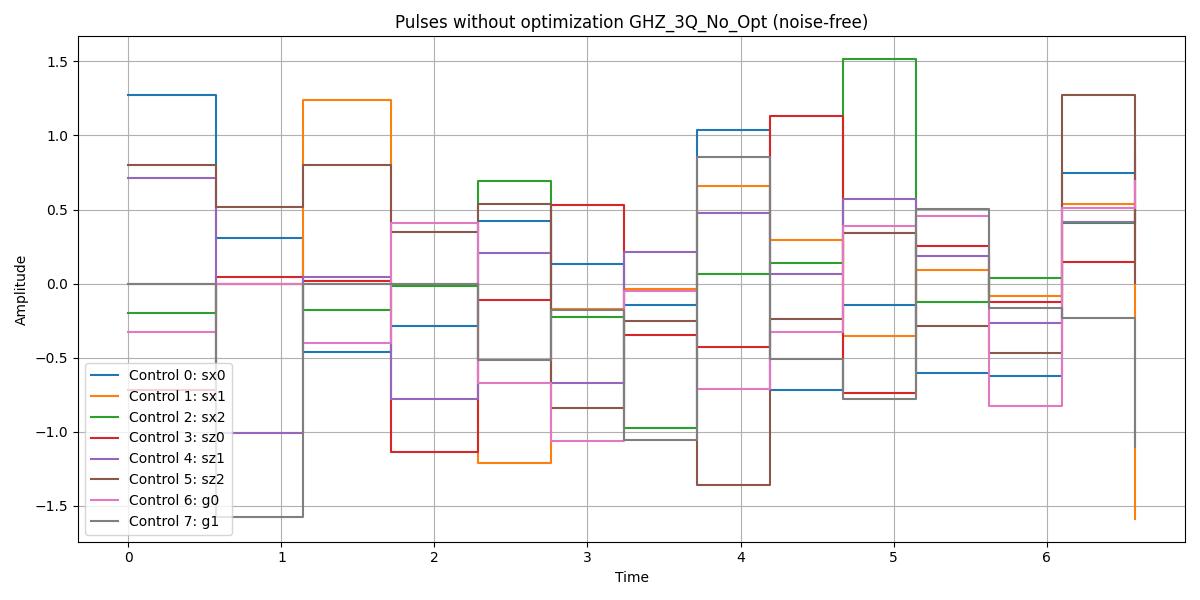 Pulses without optimization GHZ_3Q_No_Opt (noise-free)
Amplitude
1.5
1.0
0.5
0.0
−0.5
−1.0
−1.5
Control 0: sx0
Control 1: sx1
Control 2: sx2
Control 3: sz0
Control 4: sz1
Control 5: sz2
Control 6: g0
Control 7: g1
0 1 2 3 4 5 6
Time